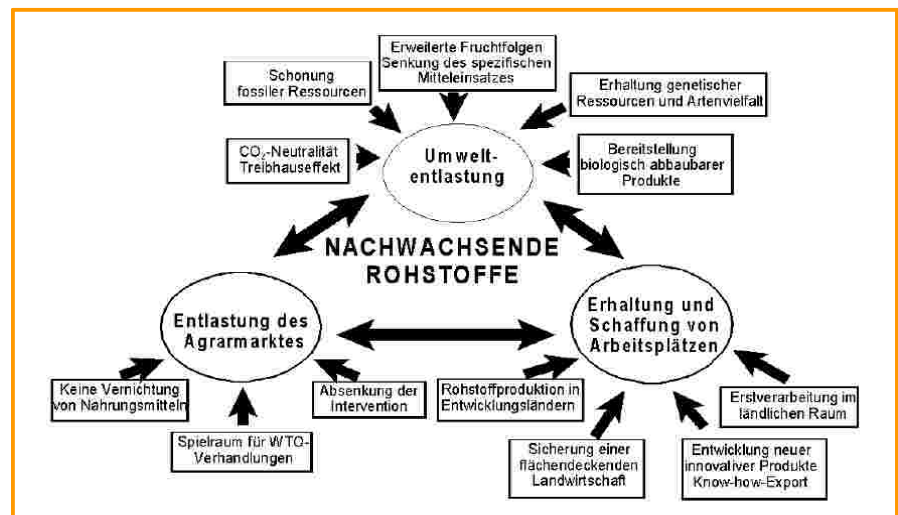 Erweilerte Fruchtfolgen
Senkung des spezifischen
Mitteleinsatzes
Schonung
fossiler Ressourcen
Erhaltung genetischer
Ressourcen und Artenvielfalt
CO₂-Neutralität
Treibhauseffekt
Umwelt-
entlastung
Bereitstellung
biologisch abbaubarer
Produkte
NACHWACHSENDE
ROHSTOFFE
Entlastung des
Agrarmarktes
Erhaltung und
Schaffung von
Arbeitsplätzen
Keine Vernichtung
von Nahrungsmitteln
Absenkung der
Intervention
Rohstoffproduktion in
Entwicklungsländern
Erstverarbeitung im
ländlichen Raum
Spielraum für WTO-
Verhandlungen
Sicherung einer
flächendeckenden
Landwirtschaft
Entwicklung neuer
innovativer Produkte
Know-how-Export